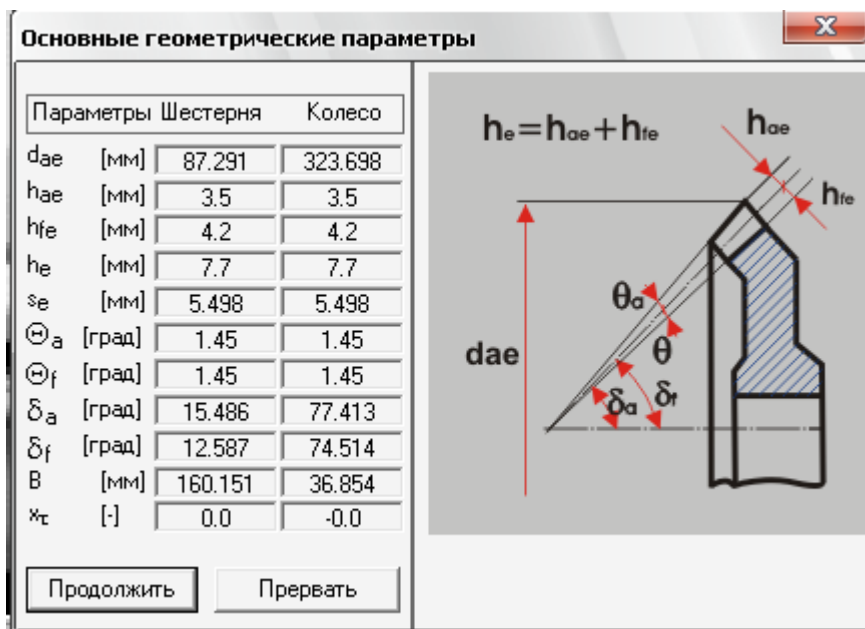 Основные геометрические параметры
Параметры Шестерня Колесо
dae [мм] 87.291 323.698
hae [мм] 3.5 3.5
hfe [мм] 4.2 4.2
he [мм] 7.7 7.7
se [мм] 5.498 5.498
Θa [град] 1.45 1.45
Θf [град] 1.45 1.45
δa [град] 15.486 77.413
δf [град] 12.587 74.514
B [мм] 160.151 36.854
xτ [-] 0.0 -0.0
Продолжить Прервать
he=hae+hfe
hae
hfe
θa
θ
dae
δa δf